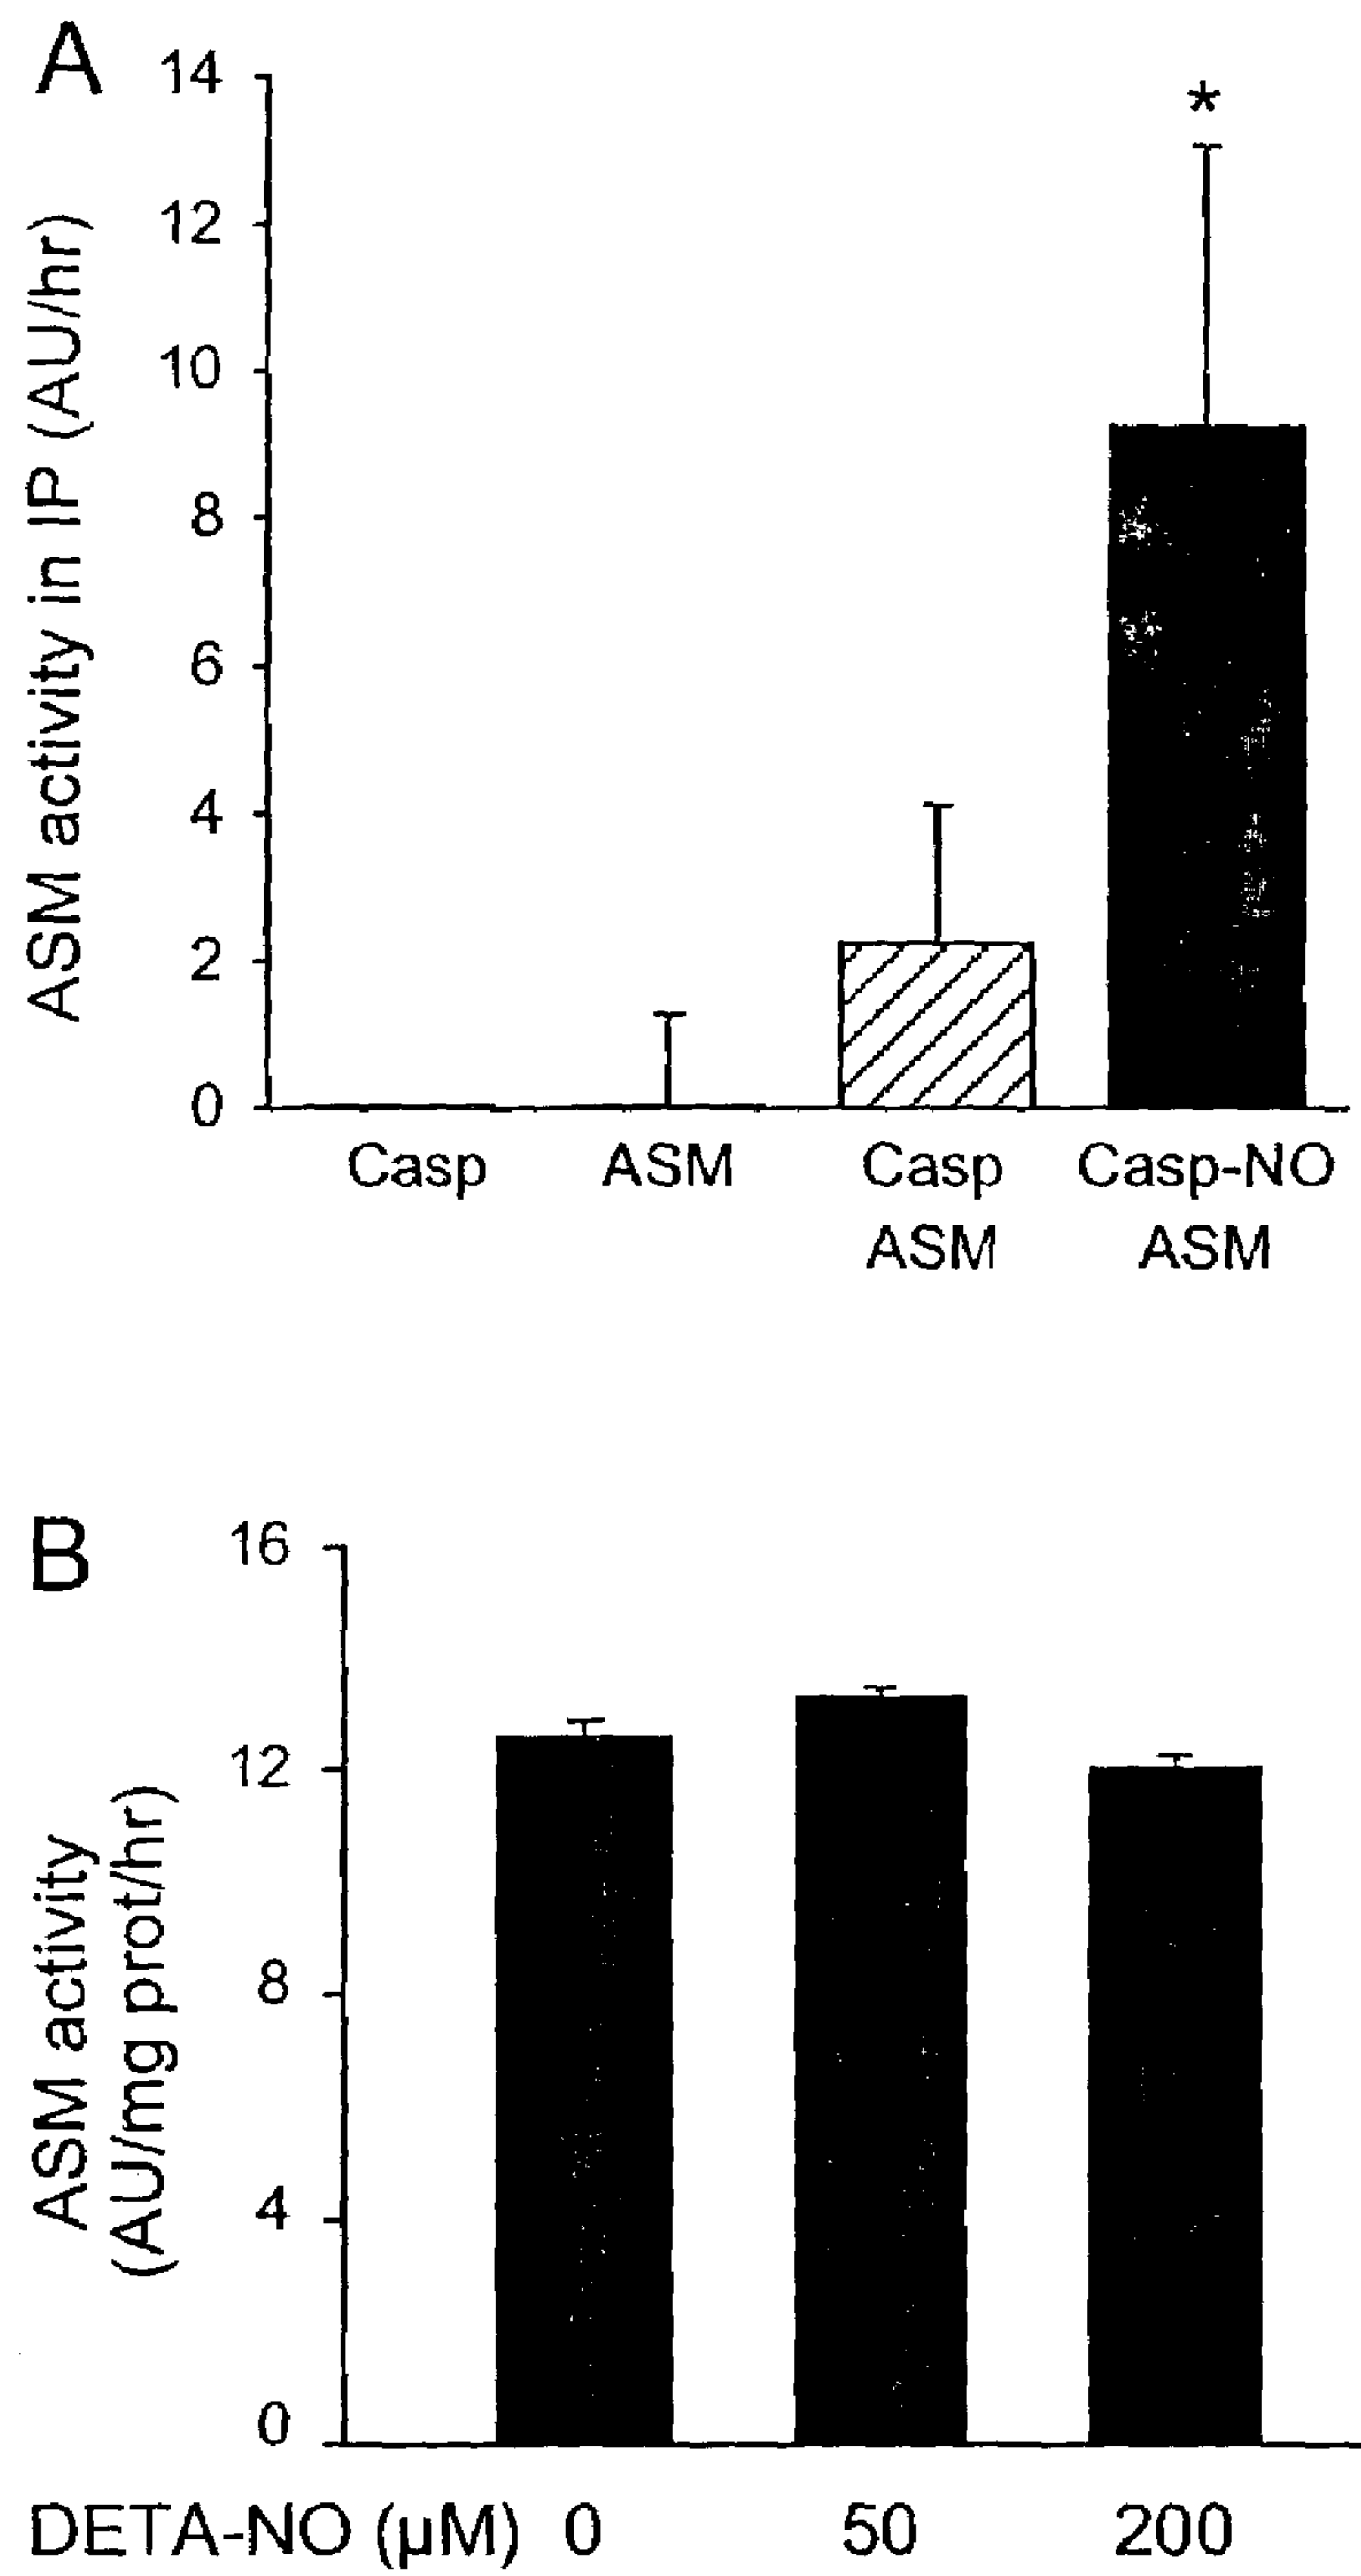 A
14
*
12
10
8
6
4
2
0
ASM activity in IP (AU/hr)
Casp ASM Casp Casp-NO
ASM ASM
B
16
12
8
4
0
ASM activity
(AU/mg prot/hr)
DETA-NO (μM) 0 50 200